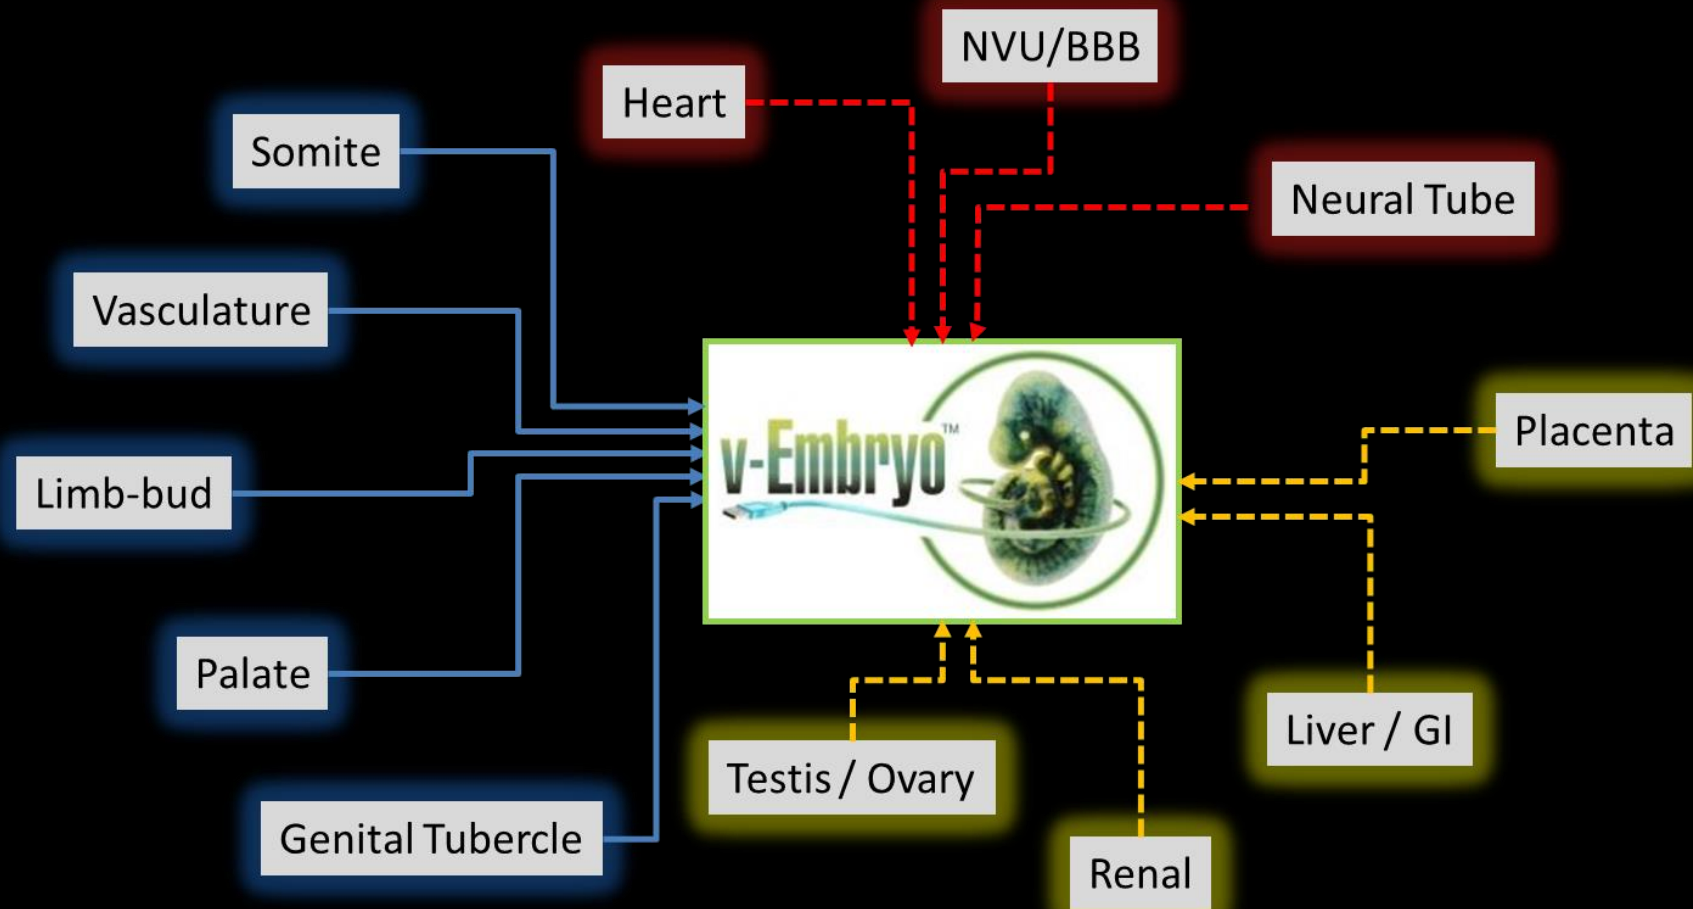 NVU/BBB
Heart
Somite
Neural Tube
Vasculature
Placenta
v-Embryo™
Limb-bud
Palate
Liver / GI
Testis / Ovary
Genital Tubercle
Renal